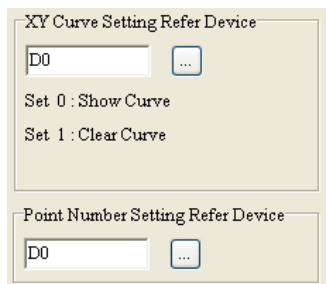 XY Curve Setting Refer Device
D0
...
Set 0 : Show Curve
Set 1 : Clear Curve
Point Number Setting Refer Device
D0
...